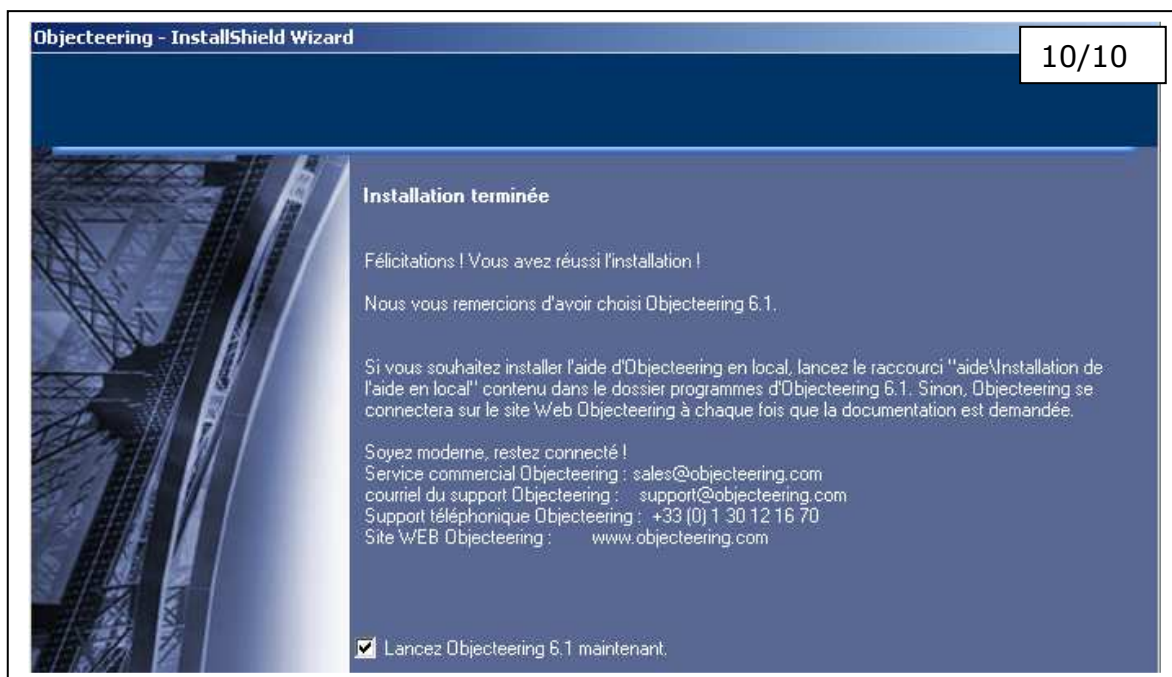 Objecteering - InstallShield Wizard
10/10
Installation terminée
Félicitations ! Vous avez réussi l'installation !
Nous vous remercions d'avoir choisi Objecteering 6.1.
Si vous souhaitez installer l'aide d'Objecteering en local, lancez le raccourci "aide\Installation de
l'aide en local" contenu dans le dossier programmes d'Objecteering 6.1. Sinon, Objecteering se
connectera sur le site Web Objecteering à chaque fois que la documentation est demandée.
Soyez moderne, restez connecté !
Service commercial Objecteering : sales@objecteering.com
courriel du support Objecteering : support@objecteering.com
Support téléphonique Objecteering : +33 (0) 1 30 12 16 70
Site WEB Objecteering : www.objecteering.com
Lancez Objecteering 6.1 maintenant.